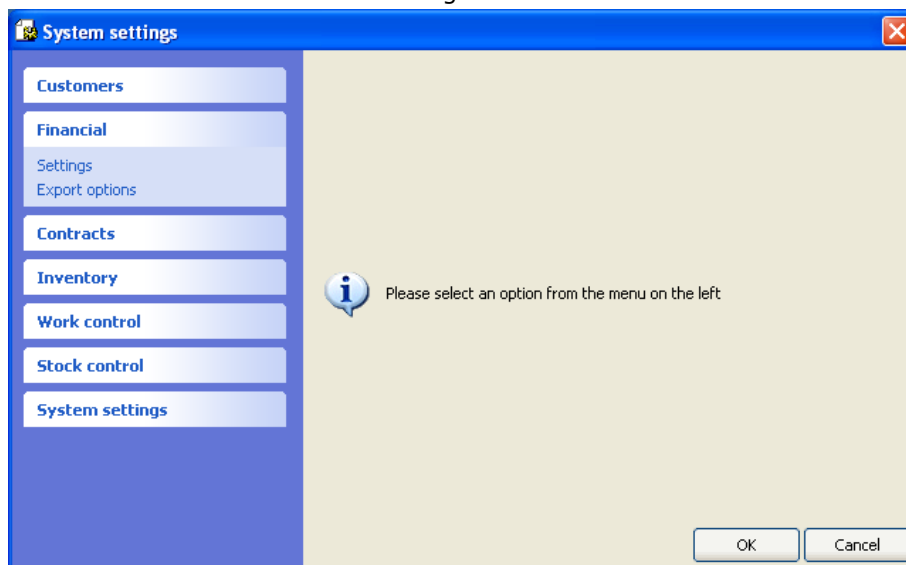 System settings
Customers
Financial
Settings
Export options
Contracts
Inventory
Work control
Stock control
System settings
Please select an option from the menu on the left
OK
Cancel